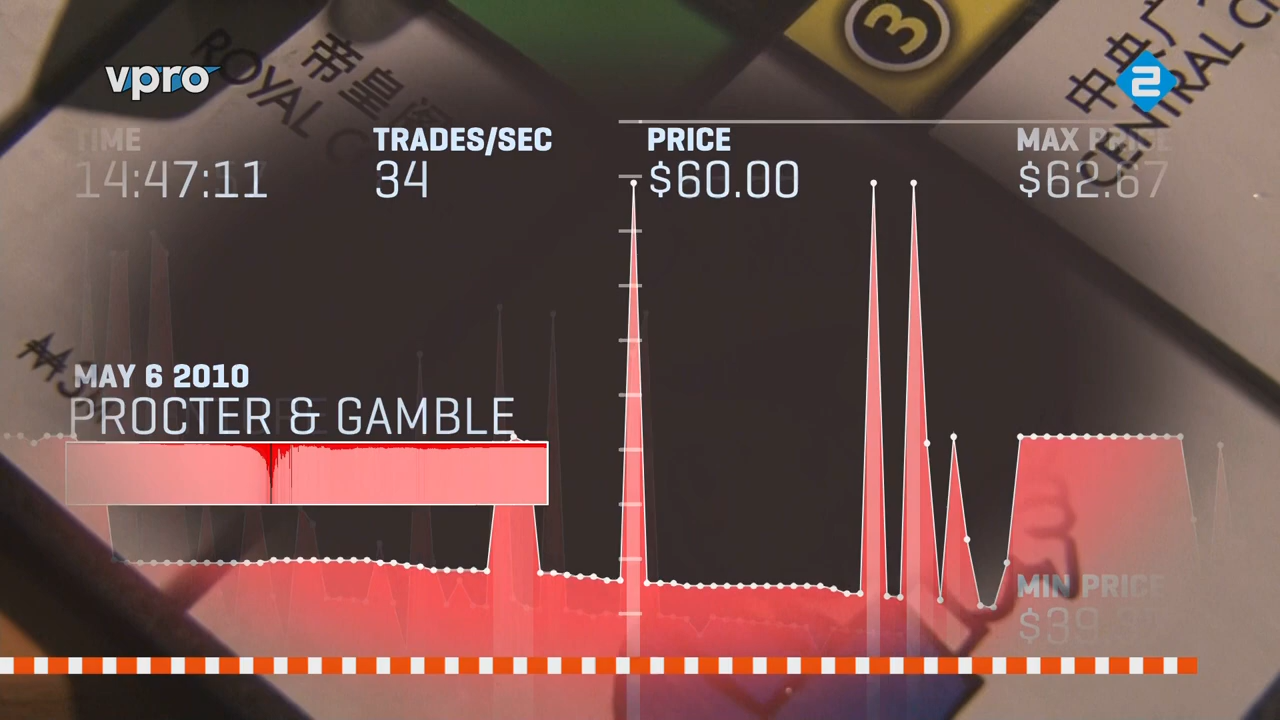 vpro
2
3
ROYAL
帝皇
中央广
CENTRAL
TIME
14:47:11
TRADES/SEC
34
PRICE
$60.00
MAX PRICE
$62.67
MAY 6 2010
PROCTER & GAMBLE
MIN PRICE